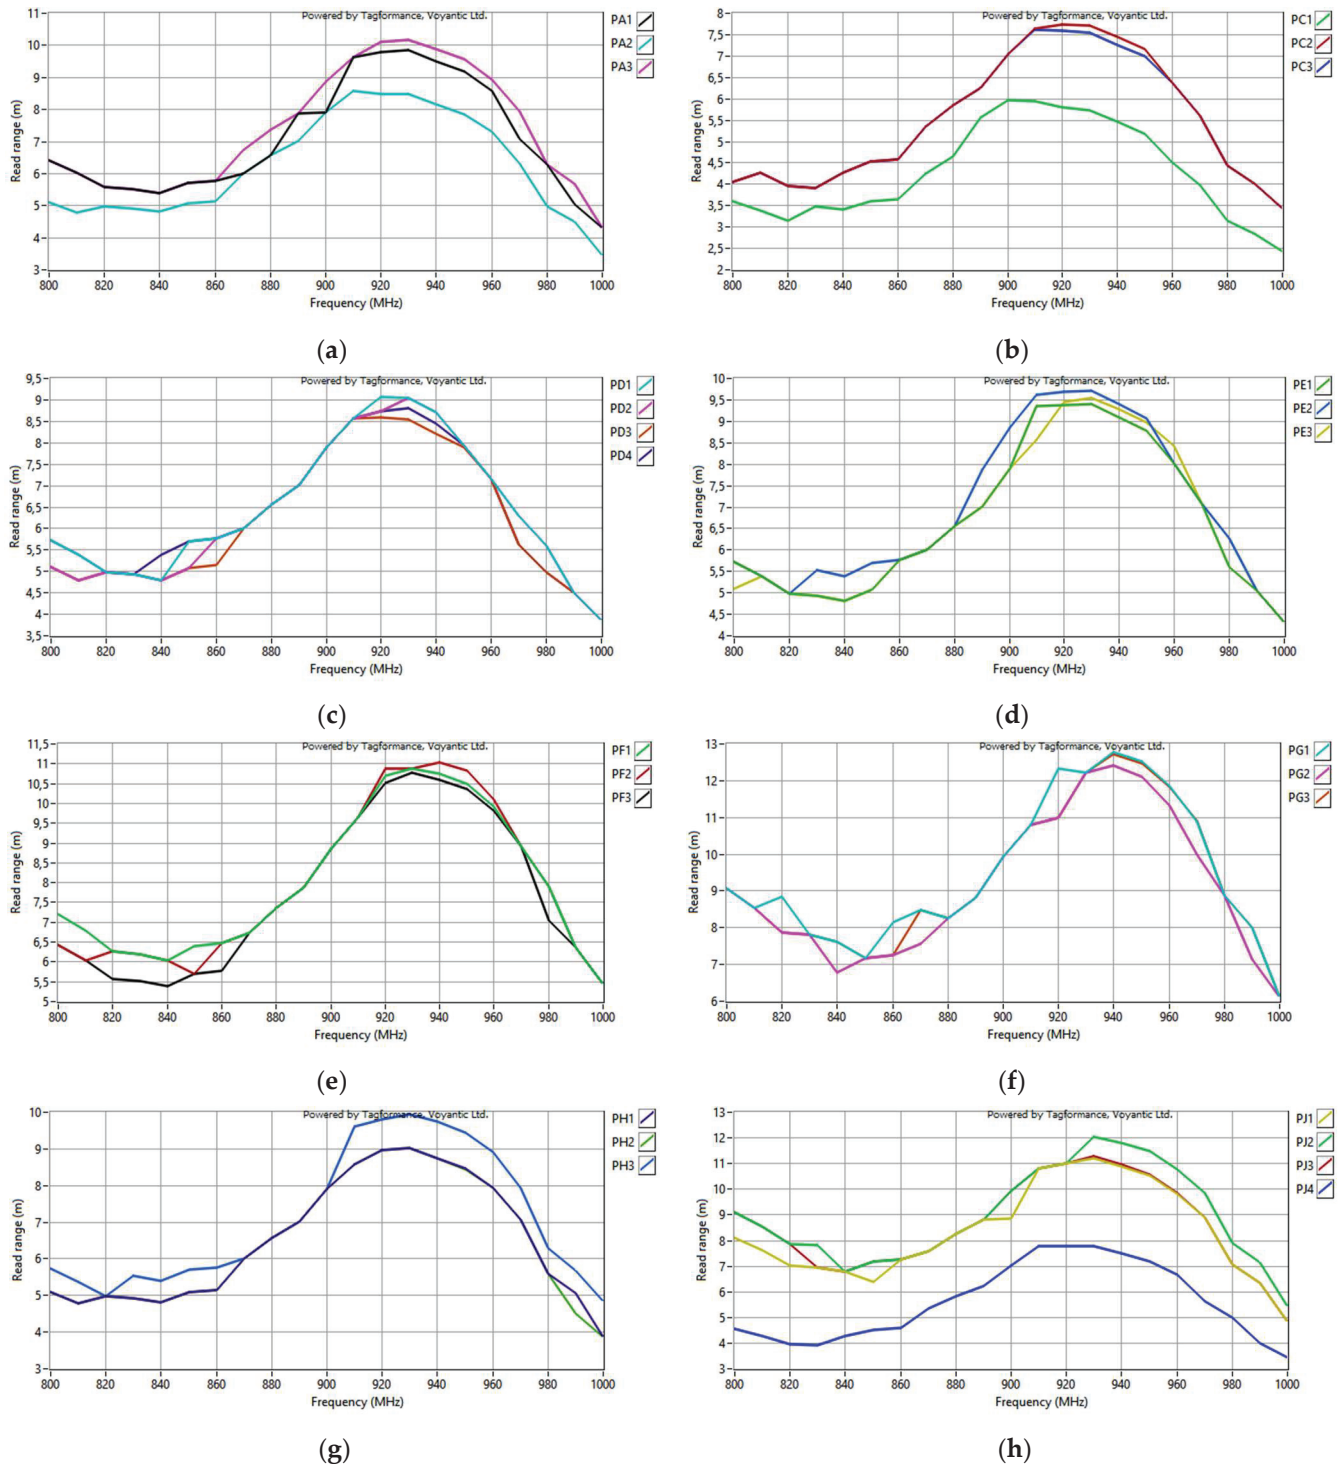 Powered by Tagformance, Voyantic Ltd.
PA1
PA2
PA3
Read range (m)
11
10
9
8
7
6
5
4
3
800 820 840 860 880 900 920 940 960 980 1000
Frequency (MHz)
(a)
Powered by Tagformance, Voyantic Ltd.
PC1
PC2
PC3
Read range (m)
8
7,5
7
6,5
6
5,5
5
4,5
4
3,5
3
2,5
2
800 820 840 860 880 900 920 940 960 980 1000
Frequency (MHz)
(b)
Powered by Tagformance, Voyantic Ltd.
PD1
PD2
PD3
PD4
Read range (m)
9,5
9
8,5
8
7,5
7
6,5
6
5,5
5
4,5
4
3,5
800 820 840 860 880 900 920 940 960 980 1000
Frequency (MHz)
(c)
Powered by Tagformance, Voyantic Ltd.
PE1
PE2
PE3
Read range (m)
10
9,5
9
8,5
8
7,5
7
6,5
6
5,5
5
4,5
4
800 820 840 860 880 900 920 940 960 980 1000
Frequency (MHz)
(d)
Powered by Tagformance, Voyantic Ltd.
PF1
PF2
PF3
Read range (m)
11,5
11
10,5
10
9,5
9
8,5
8
7,5
7
6,5
6
5,5
5
800 820 840 860 880 900 920 940 960 980 1000
Frequency (MHz)
(e)
Powered by Tagformance, Voyantic Ltd.
PG1
PG2
PG3
Read range (m)
13
12
11
10
9
8
7
6
800 820 840 860 880 900 920 940 960 980 1000
Frequency (MHz)
(f)
Powered by Tagformance, Voyantic Ltd.
PH1
PH2
PH3
Read range (m)
10
9
8
7
6
5
4
3
800 820 840 860 880 900 920 940 960 980 1000
Frequency (MHz)
(g)
Powered by Tagformance, Voyantic Ltd.
PJ1
PJ2
PJ3
PJ4
Read range (m)
13
12
11
10
9
8
7
6
5
4
3
800 820 840 860 880 900 920 940 960 980 1000
Frequency (MHz)
(h)